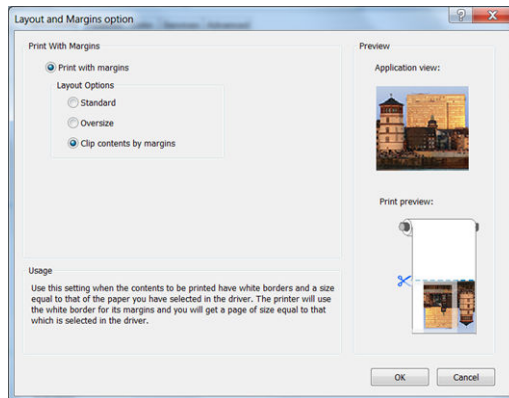 Layout and Margins option
Print With Margins
Print with margins
Layout Options
Standard
Oversize
Clip contents by margins
Usage
Use this setting when the contents to be printed have white borders and a size
equal to that of the paper you have selected in the driver. The printer will use
the white border for its margins and you will get a page of size equal to that
which is selected in the driver.
Preview
Application view:
Print preview:
OK
Cancel